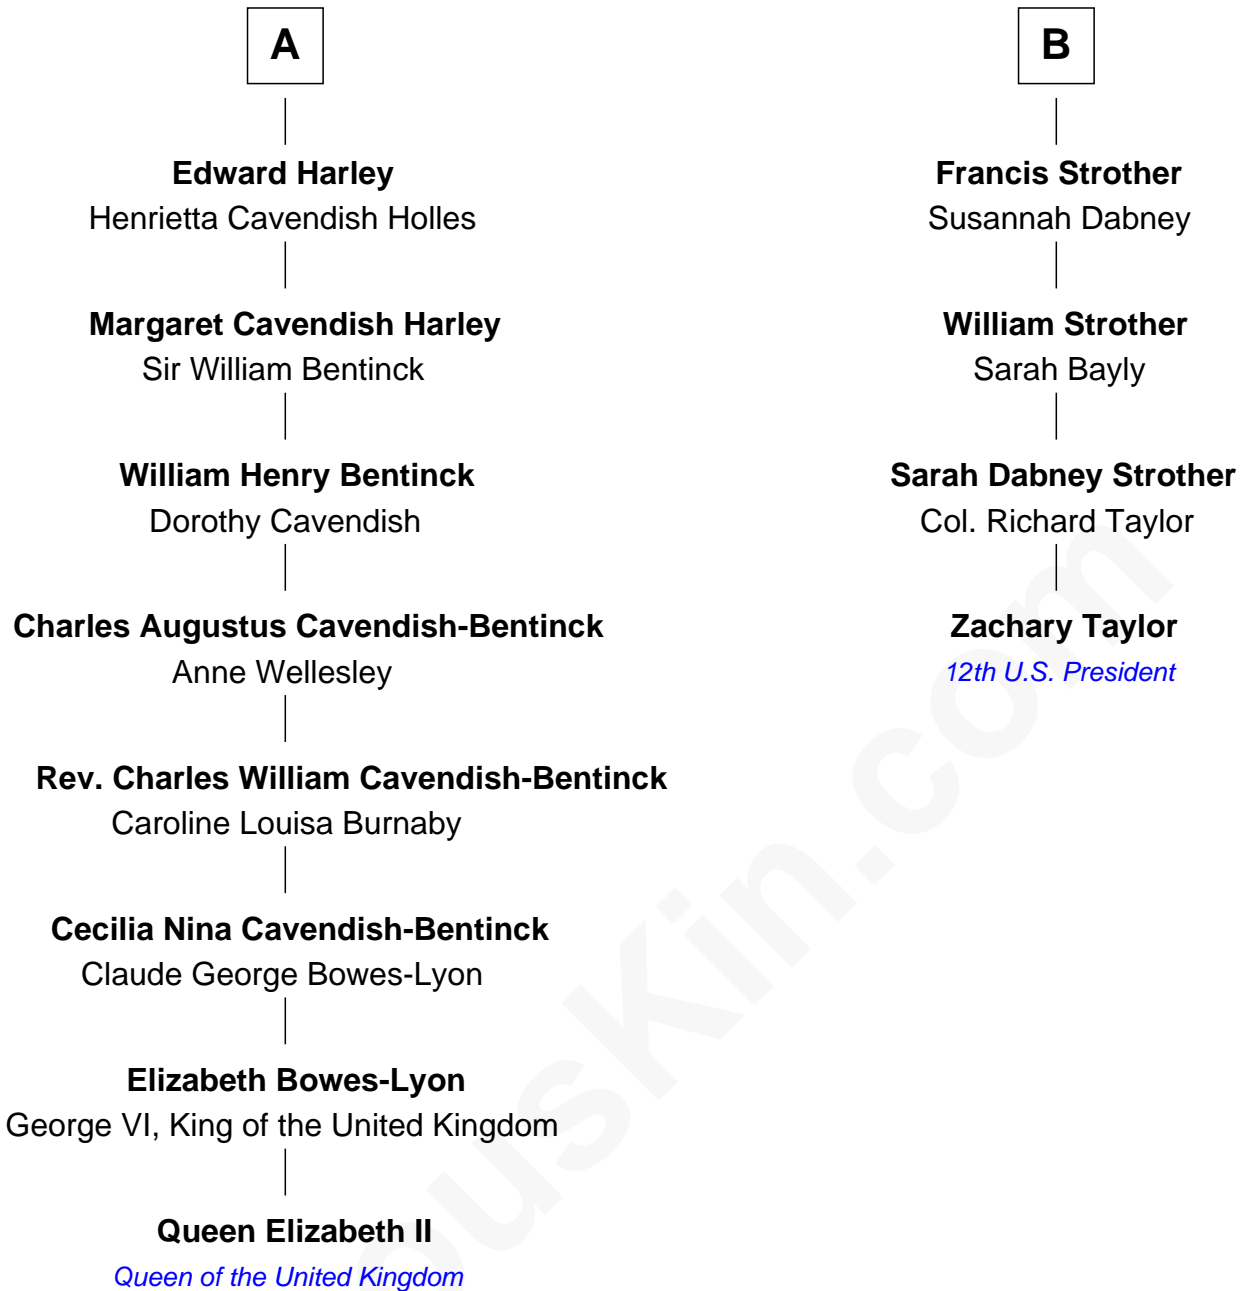 A
Edward Harley
Henrietta Cavendish Holles
Margaret Cavendish Harley
Sir William Bentinck
William Henry Bentinck
Dorothy Cavendish
Charles Augustus Cavendish-Bentinck
Anne Wellesley
Rev. Charles William Cavendish-Bentinck
Caroline Louisa Burnaby
Cecilia Nina Cavendish-Bentinck
Claude George Bowes-Lyon
Elizabeth Bowes-Lyon
George VI, King of the United Kingdom
Queen Elizabeth II
Queen of the United Kingdom
B
Francis Strother
Susannah Dabney
William Strother
Sarah Bayly
Sarah Dabney Strother
Col. Richard Taylor
Zachary Taylor
12th U.S. President
ousKin.com